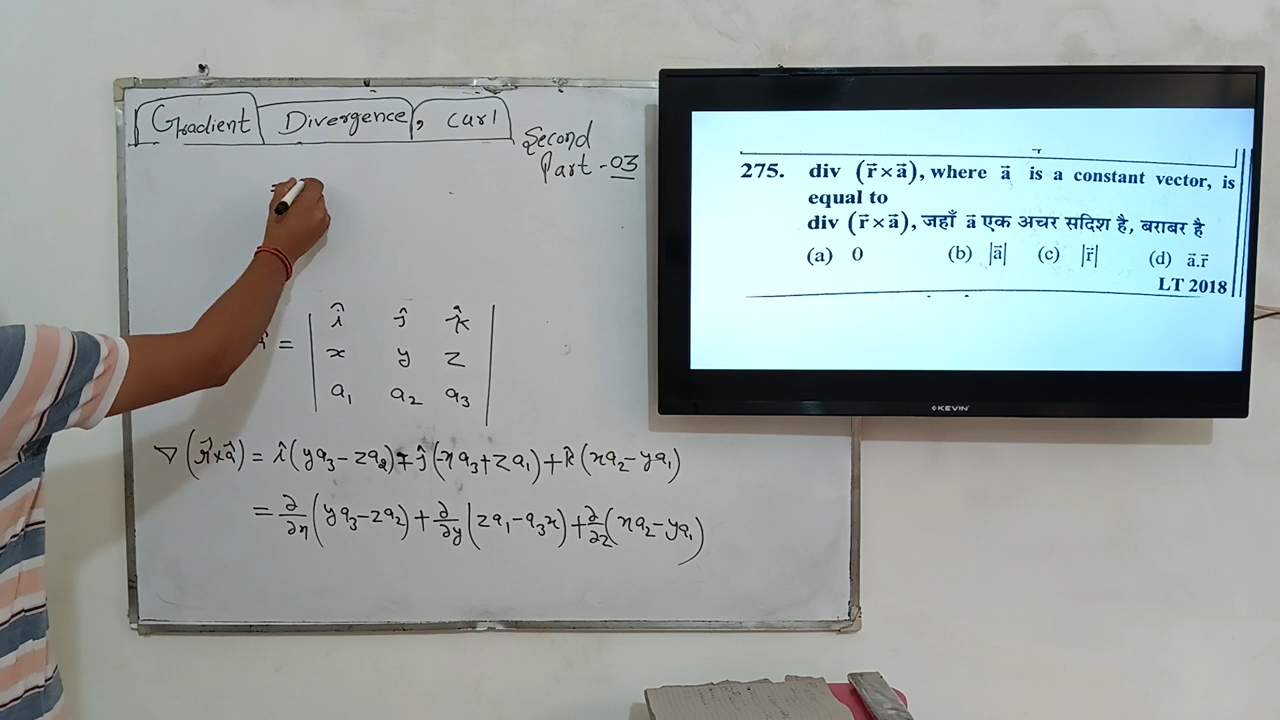 Gradient Divergence, Curl
Second
Part - 03
= | î ĵ k̂ |
x y z
a₁ a₂ a₃
∇(r⃗×a⃗) = î(ya₃-za₂)+ĵ(-xa₃+za₁)+k̂(xa₂-ya₁)
= ∂/∂x(ya₃-za₂)+∂/∂y(za₁-a₃x)+∂/∂z(xa₂-ya₁)
275. div (r⃗×a⃗), where a⃗ is a constant vector, is
equal to
div (r⃗×a⃗), जहाँ a⃗ एक अचर सदिश है, बराबर है
(a) 0 (b) |a⃗| (c) |r⃗| (d) a⃗.r⃗
LT 2018
KEVIN